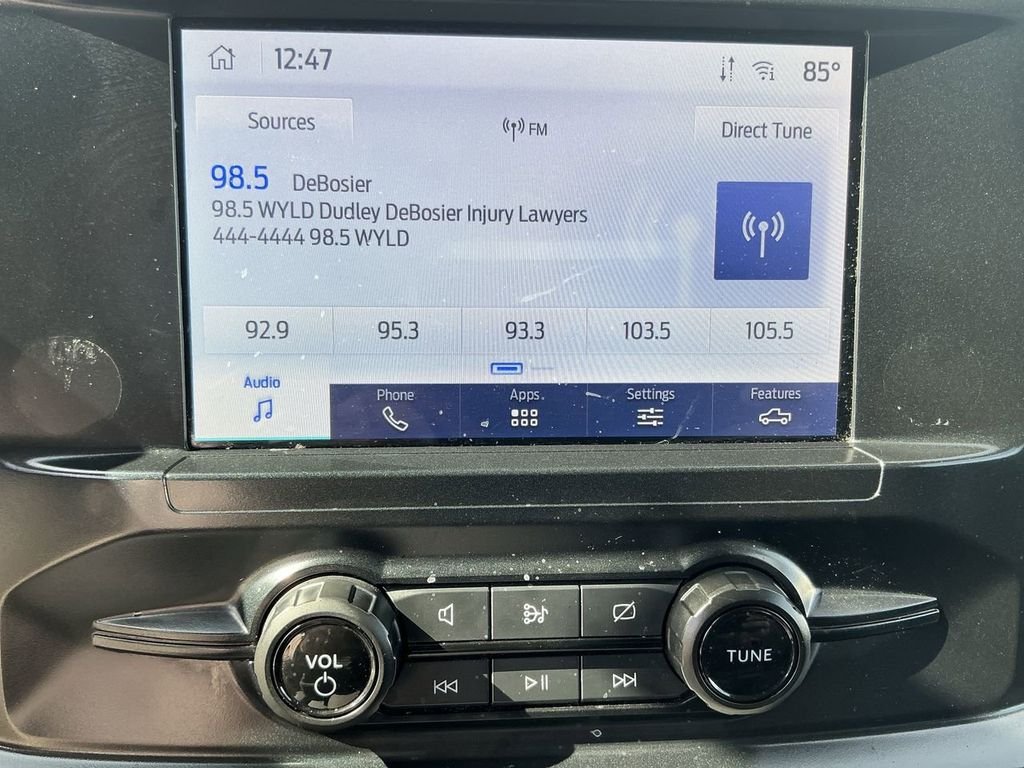 12:47
85°
Sources
FM
Direct Tune
98.5 DeBosier
98.5 WYLD Dudley DeBosier Injury Lawyers
444-4444 98.5 WYLD
92.9 95.3 93.3 103.5 105.5
Audio Phone Apps Settings Features
VOL
TUNE